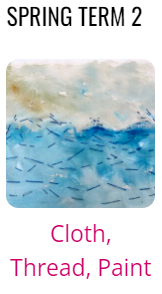 SPRING TERM 2
Cloth,
Thread, Paint